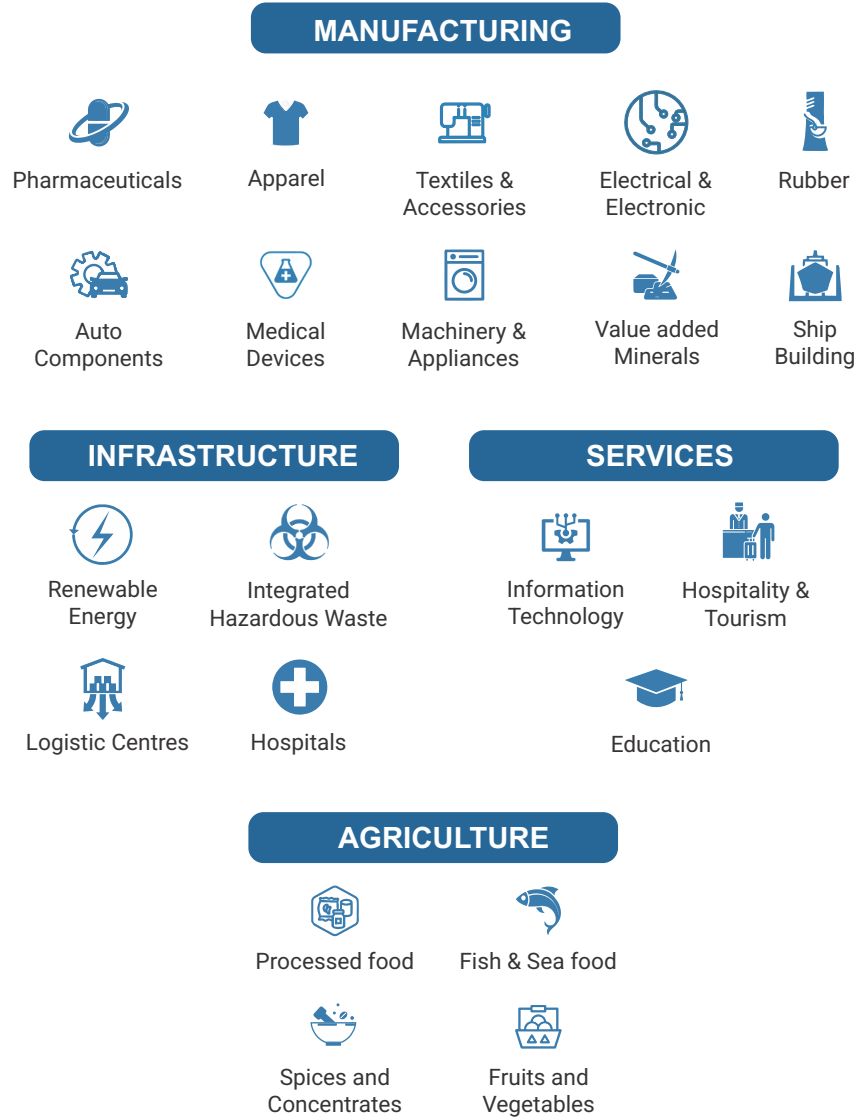 MANUFACTURING
Pharmaceuticals
Apparel
Textiles &
Accessories
Electrical &
Electronic
Rubber
Auto
Components
Medical
Devices
Machinery &
Appliances
Value added
Minerals
Ship
Building
INFRASTRUCTURE
Renewable
Energy
Integrated
Hazardous Waste
Logistic Centres
Hospitals
SERVICES
Information
Technology
Hospitality &
Tourism
Education
AGRICULTURE
Processed food
Fish & Sea food
Spices and
Concentrates
Fruits and
Vegetables